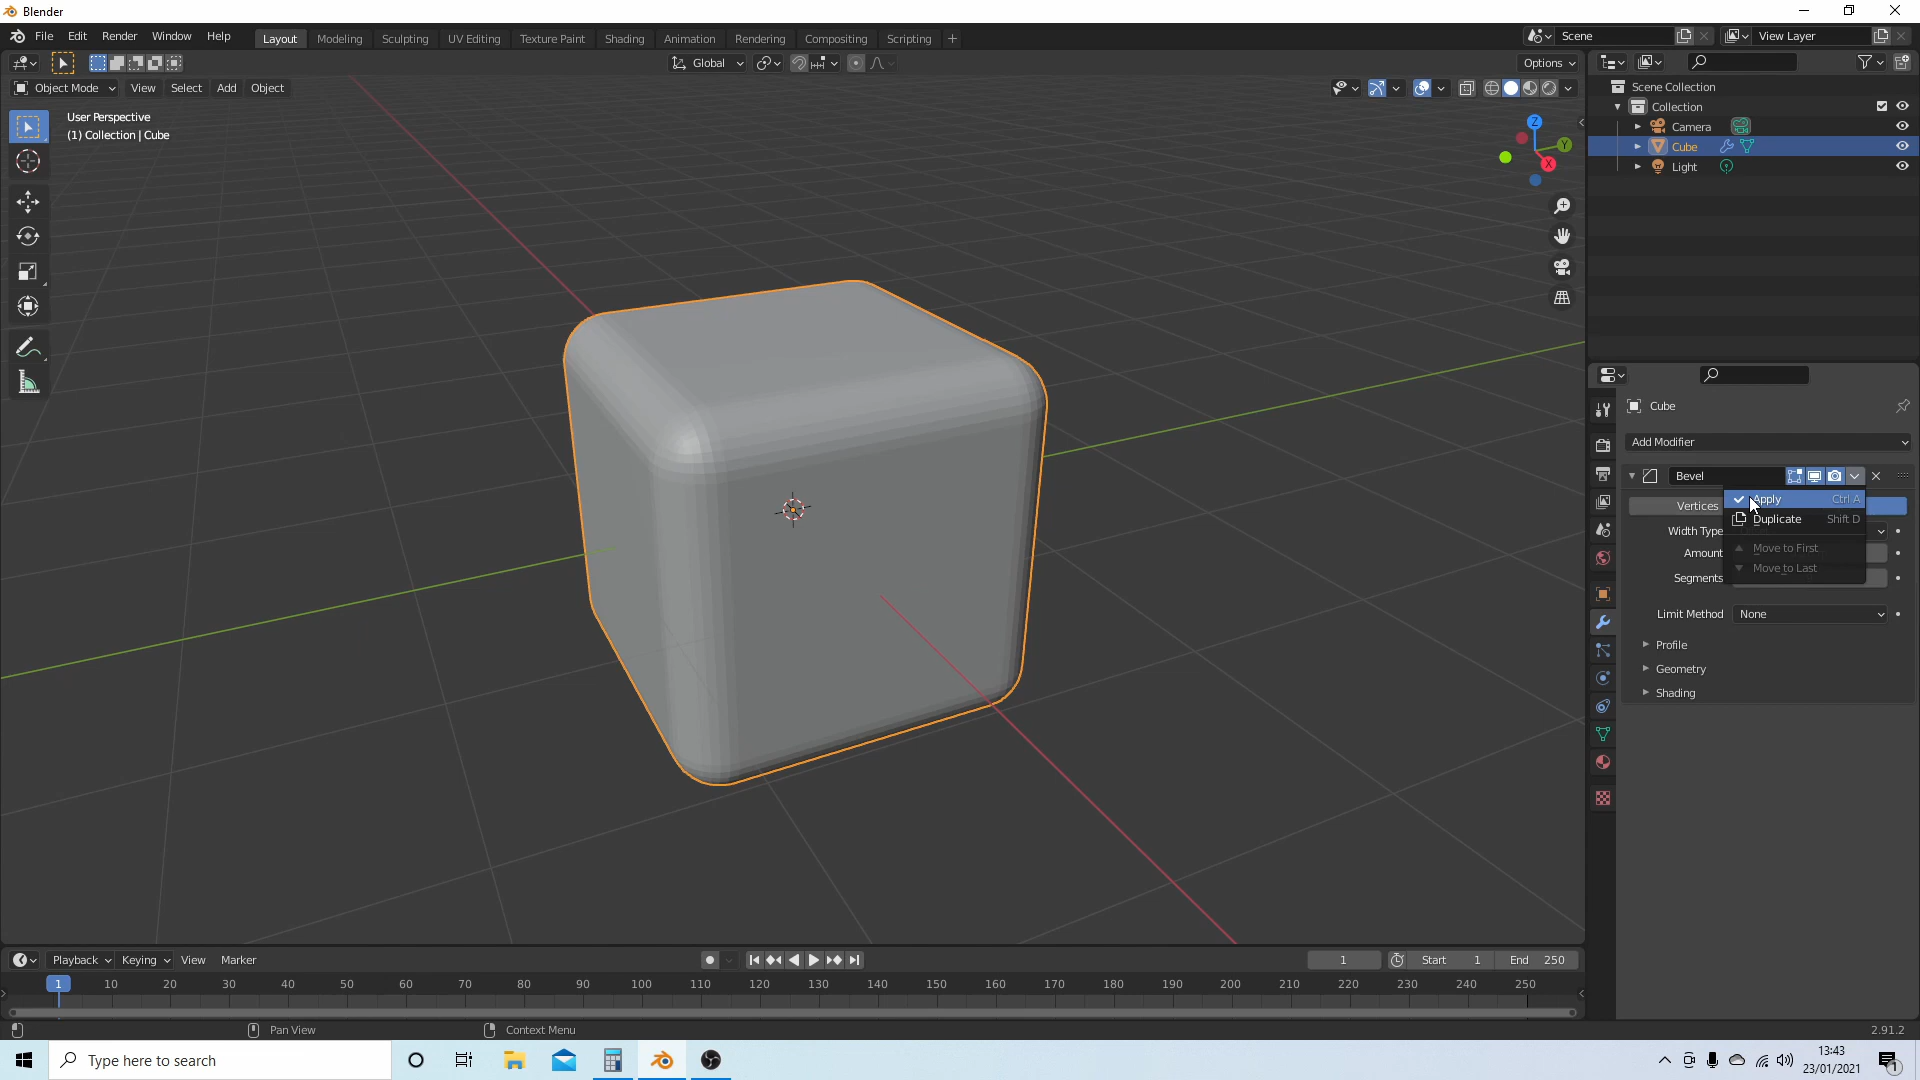 Blender
File Edit Render Window Help Layout Modeling Sculpting UV Editing Texture Paint Shading Animation Rendering Compositing Scripting + Scene View Layer
Global Options
Object Mode View Select Add Object
User Perspective
(1) Collection | Cube
Z
Y
X
Scene Collection
Collection
Camera
Cube
Light
Cube
Add Modifier
Bevel
Vertices
Apply Ctrl A
Duplicate Shift D
Width Type
Amount
Move to First
Move to Last
Segments
Limit Method None
Profile
Geometry
Shading
Playback Keying View Marker 1 Start 1 End 250
1 10 20 30 40 50 60 70 80 90 100 110 120 130 140 150 160 170 180 190 200 210 220 230 240 250
Pan View Context Menu 2.91.2
Type here to search
13:43
23/01/2021
1